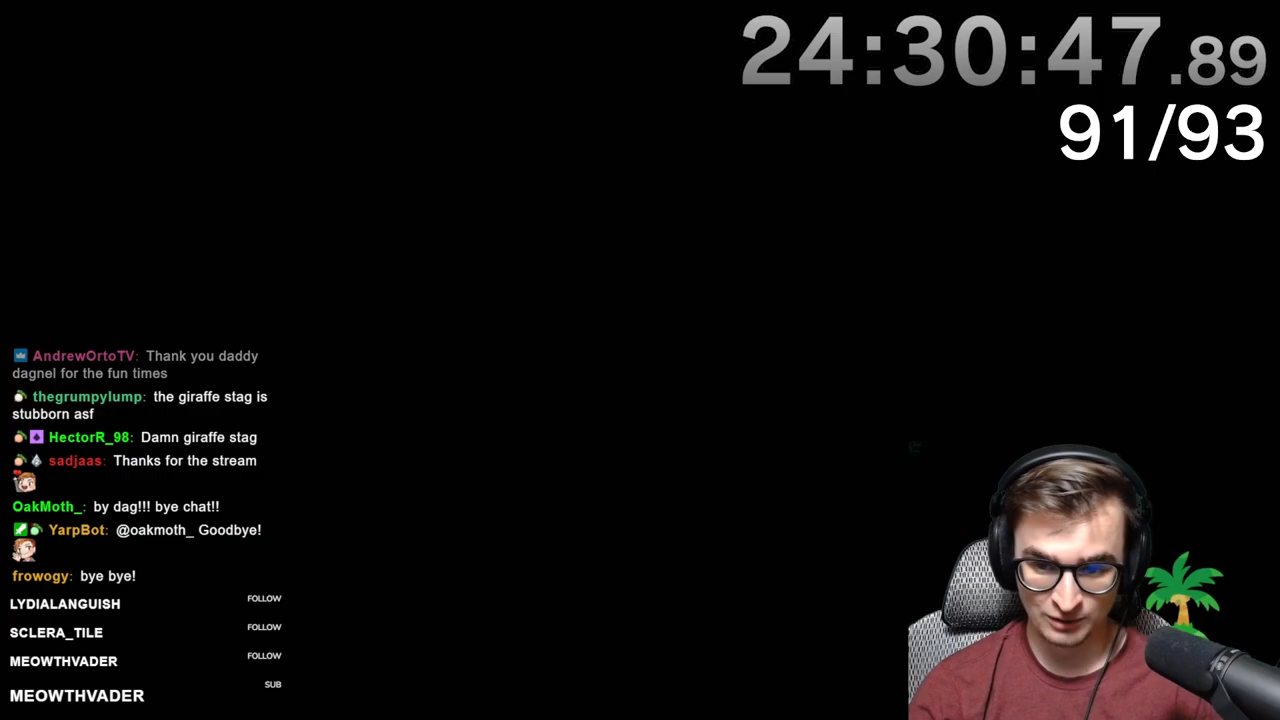 24:30:47.89
91/93
AndrewOrtoTV: Thank you daddy
dagnel for the fun times
thegrumpylump: the giraffe stag is
stubborn asf
HectorR_98: Damn giraffe stag
sadjaas: Thanks for the stream
OakMoth_: by dag!!! bye chat!!
YarpBot: @oakmoth_ Goodbye!
frowogy: bye bye!
LYDIALANGUISH FOLLOW
SCLERA_TILE FOLLOW
MEOWTHVADER FOLLOW
MEOWTHVADER SUB